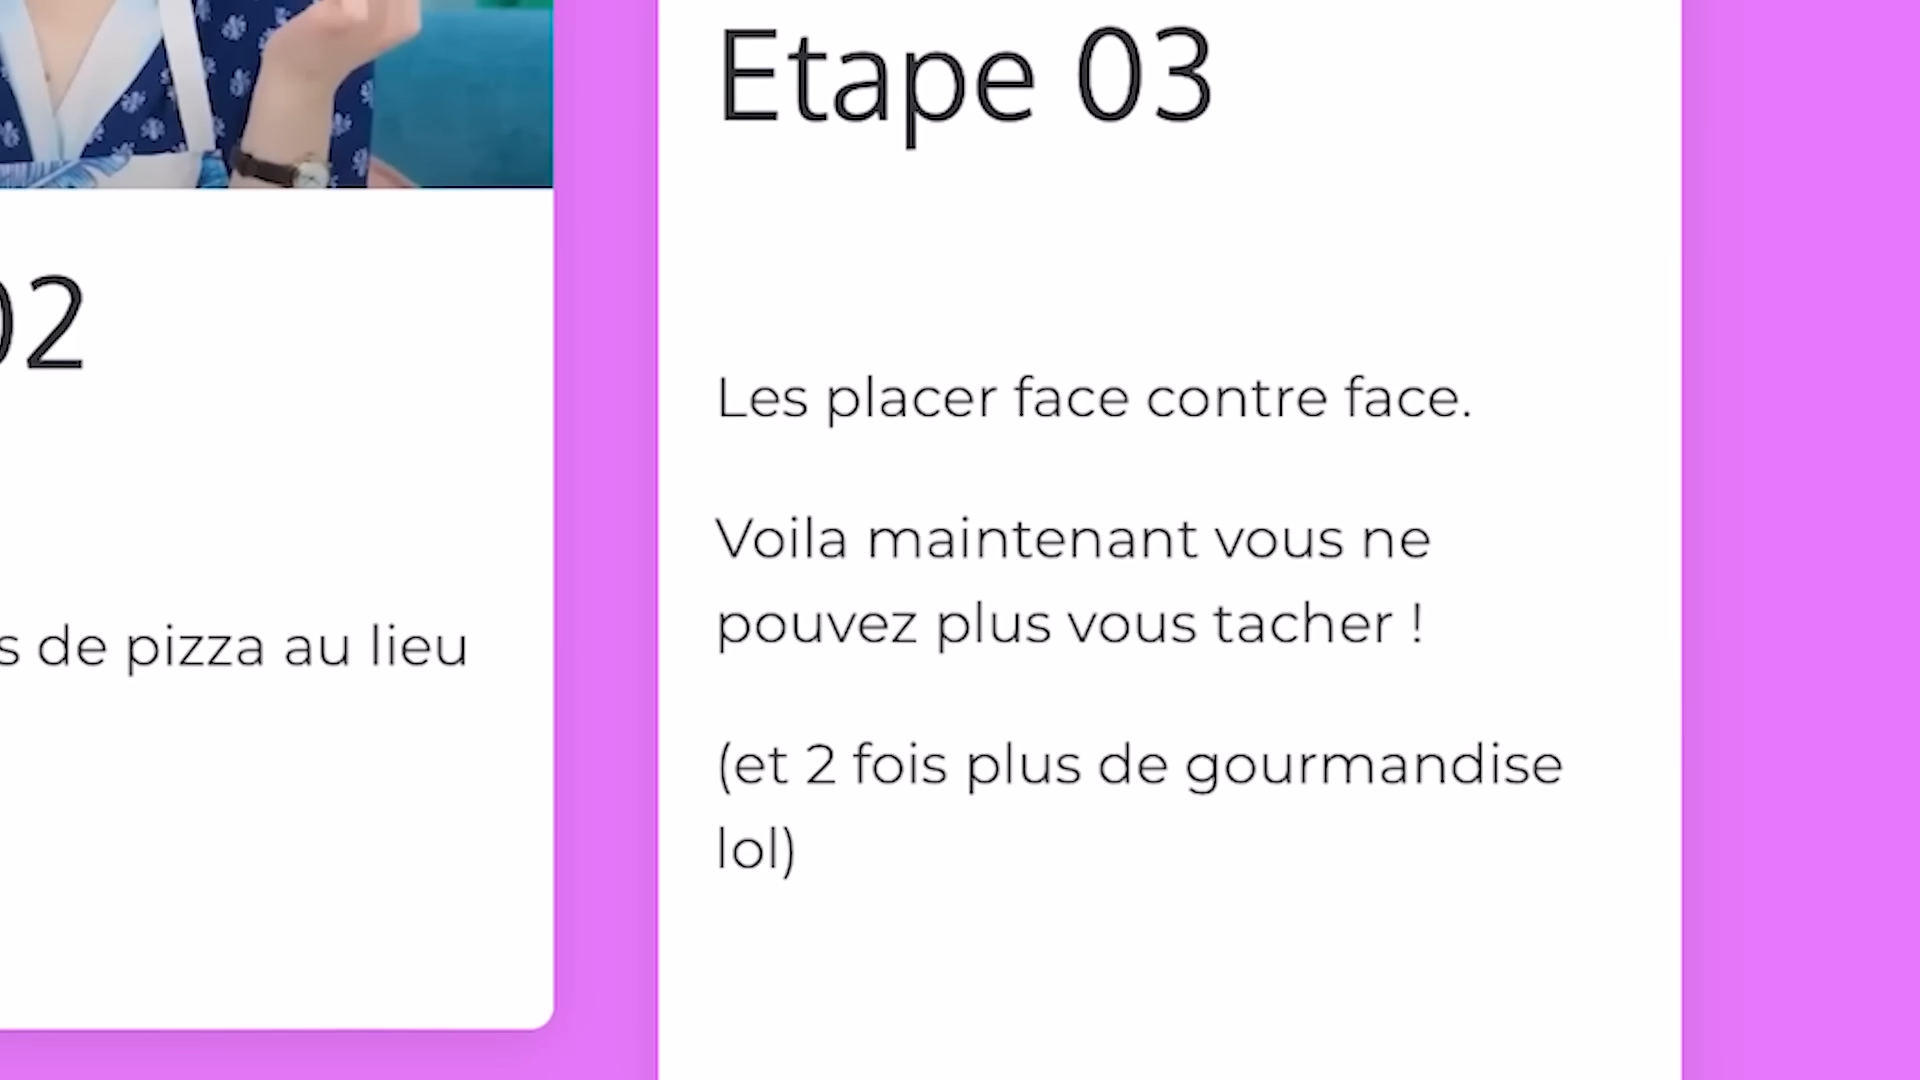 02
s de pizza au lieu
Etape 03
Les placer face contre face.
Voila maintenant vous ne
pouvez plus vous tacher !
(et 2 fois plus de gourmandise
lol)